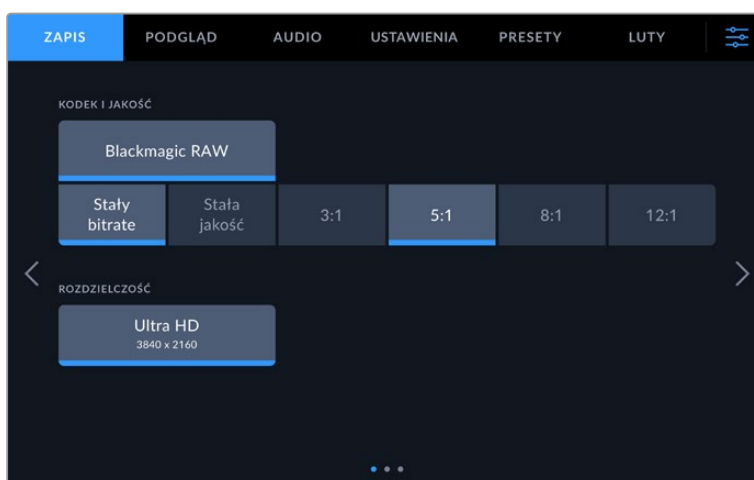 ZAPIS PODGLĄD AUDIO USTAWIENIA PRESETY LUTY
KODEK I JAKOŚĆ
Blackmagic RAW
Stały bitrate Stała jakość 3:1 5:1 8:1 12:1
ROZDZIELCZOŚĆ
Ultra HD
3840 x 2160